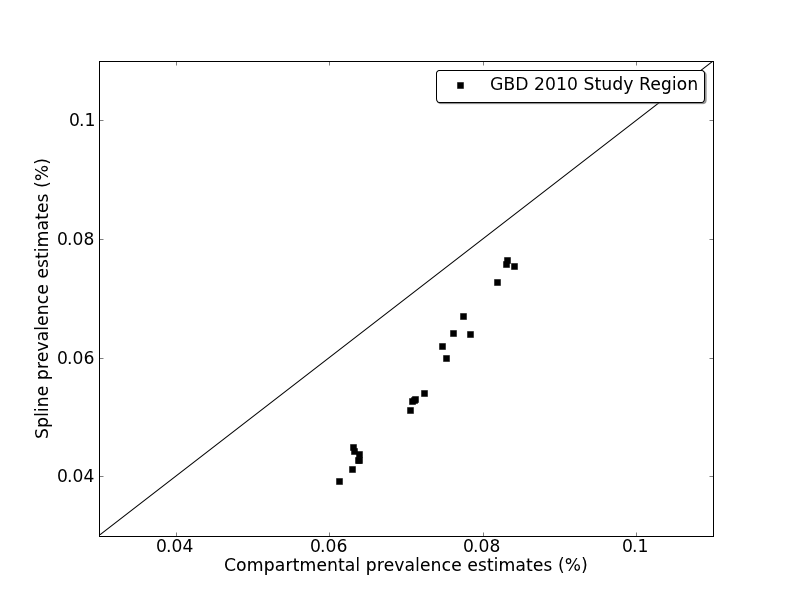 GBD 2010 Study Region
0.1
0.08
0.06
0.04
Spline prevalence estimates (%)
0.04 0.06 0.08 0.1
Compartmental prevalence estimates (%)